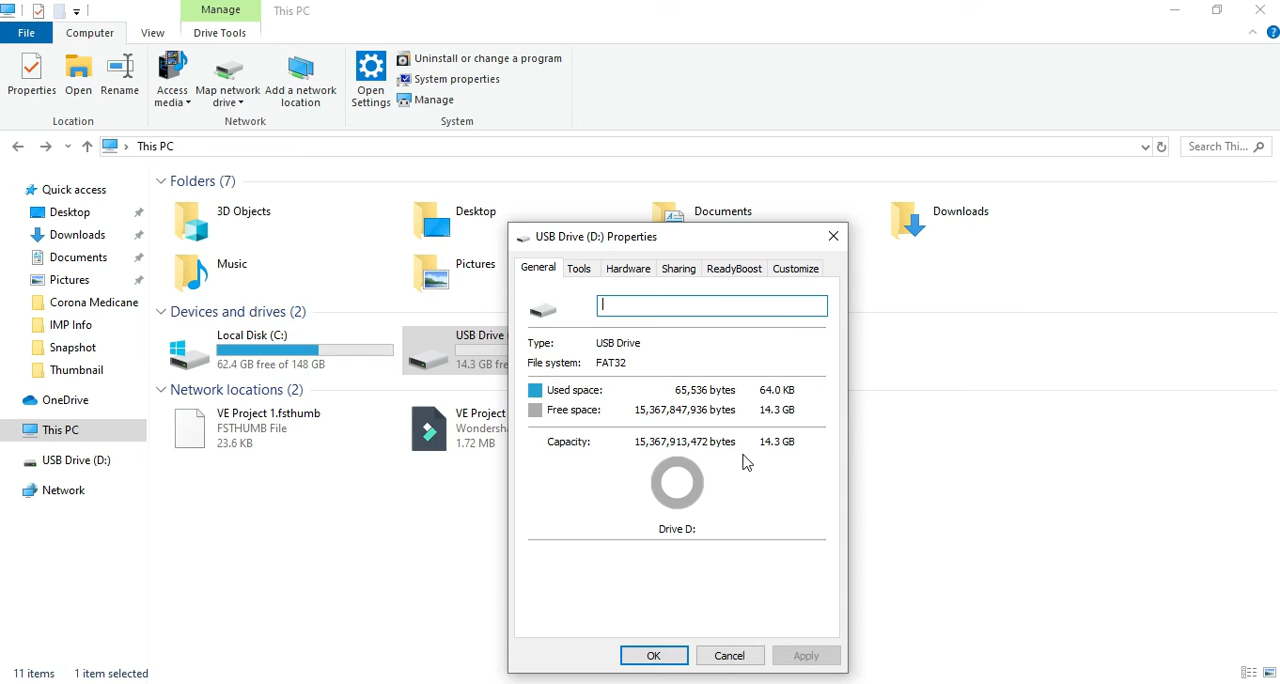 Manage
This PC
File
Computer
View
Drive Tools
Properties
Open
Rename
Access media
Map network drive
Add a network location
Open Settings
Uninstall or change a program
System properties
Manage
Location
Network
System
This PC
Search Thi...
Quick access
Desktop
Downloads
Documents
Pictures
Corona Medicane
IMP Info
Snapshot
Thumbnail
OneDrive
This PC
USB Drive (D:)
Network
Folders (7)
3D Objects
Desktop
Documents
Downloads
Music
Pictures
Devices and drives (2)
Local Disk (C:)
62.4 GB free of 148 GB
USB Drive
14.3 GB fre
Network locations (2)
VE Project 1.fsthumb
FSTHUMB File
23.6 KB
VE Project
Wondersh
1.72 MB
USB Drive (D:) Properties
General
Tools
Hardware
Sharing
ReadyBoost
Customize
Type: USB Drive
File system: FAT32
Used space: 65,536 bytes 64.0 KB
Free space: 15,367,847,936 bytes 14.3 GB
Capacity: 15,367,913,472 bytes 14.3 GB
Drive D:
OK
Cancel
Apply
11 items
1 item selected